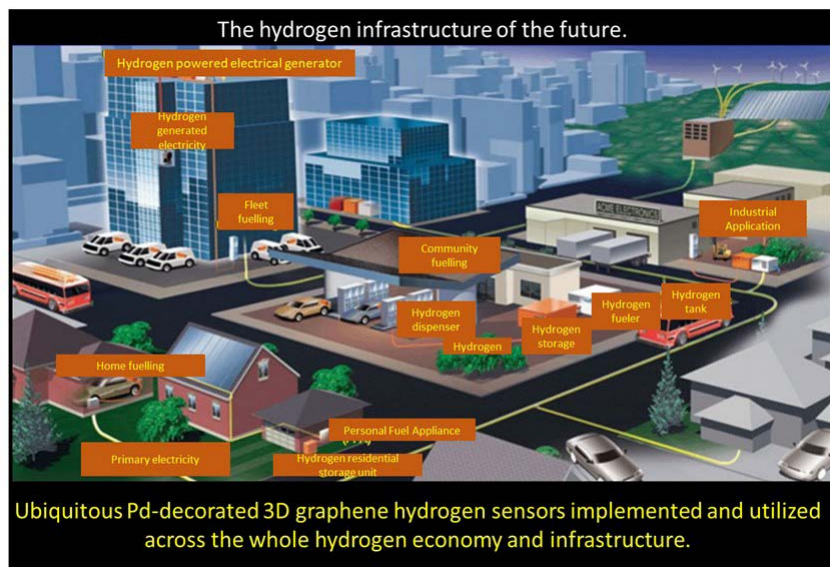 The hydrogen infrastructure of the future.
Hydrogen powered electrical generator
Hydrogen
generated
electricity
Fleet
fuelling
ACME ELECTRONICS
Industrial
Application
Community
fuelling
Hydrogen
dispenser
Hydrogen
Hydrogen
storage
Hydrogen
fueler
Hydrogen
tank
Home fuelling
Personal Fuel Appliance
Primary electricity
Hydrogen residential
storage unit
Ubiquitous Pd-decorated 3D graphene hydrogen sensors implemented and utilized
across the whole hydrogen economy and infrastructure.